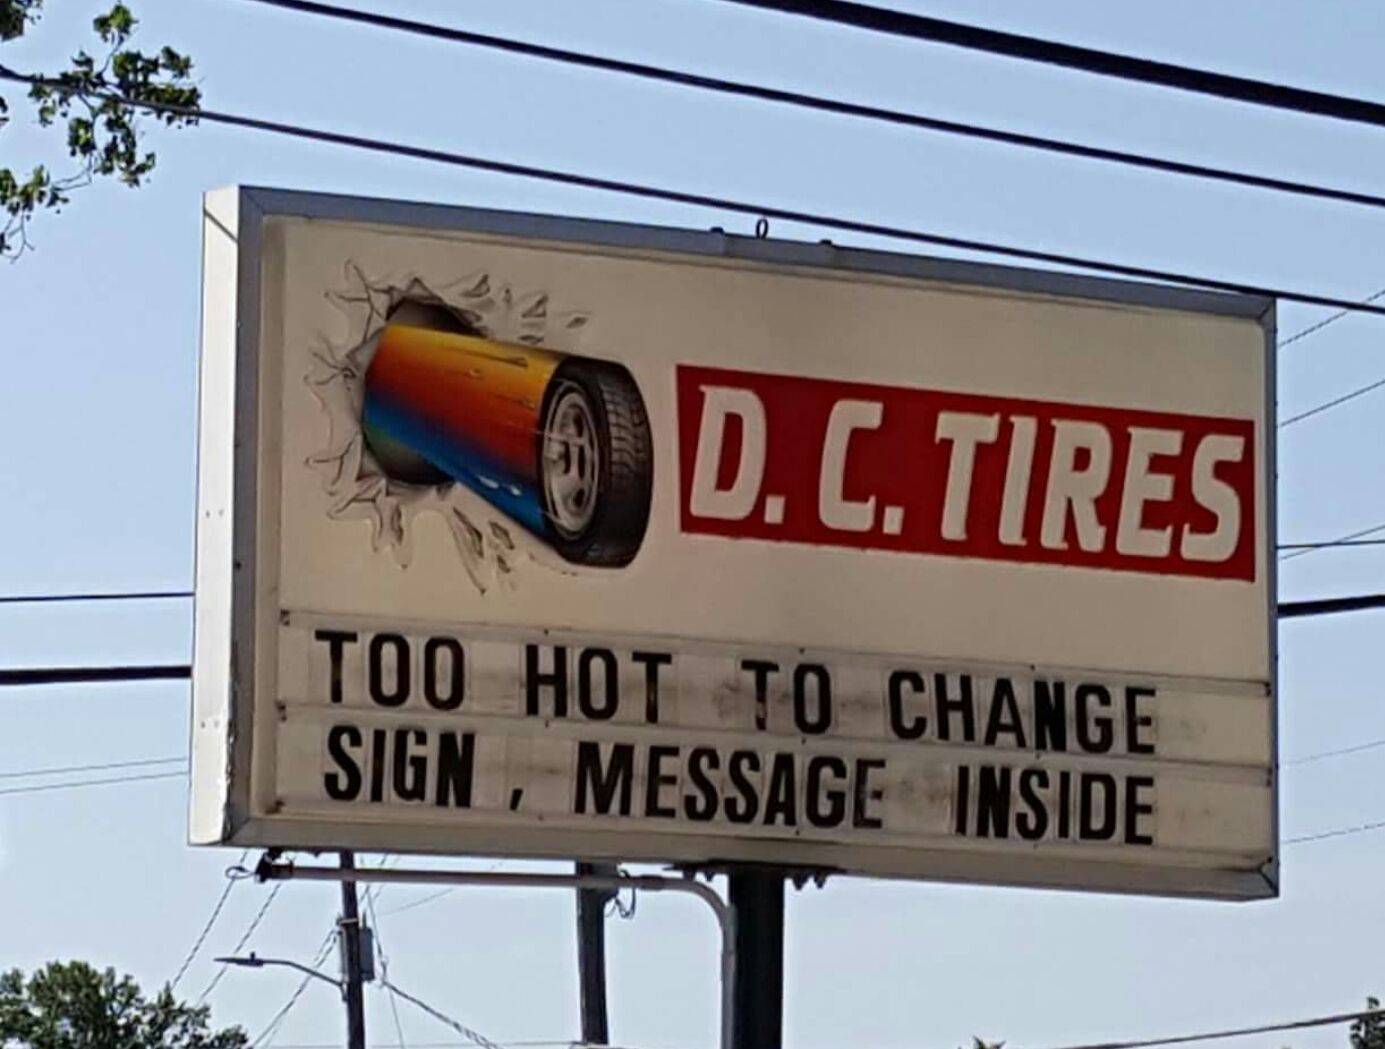 D.C. TIRES
TOO HOT TO CHANGE
SIGN, MESSAGE INSIDE